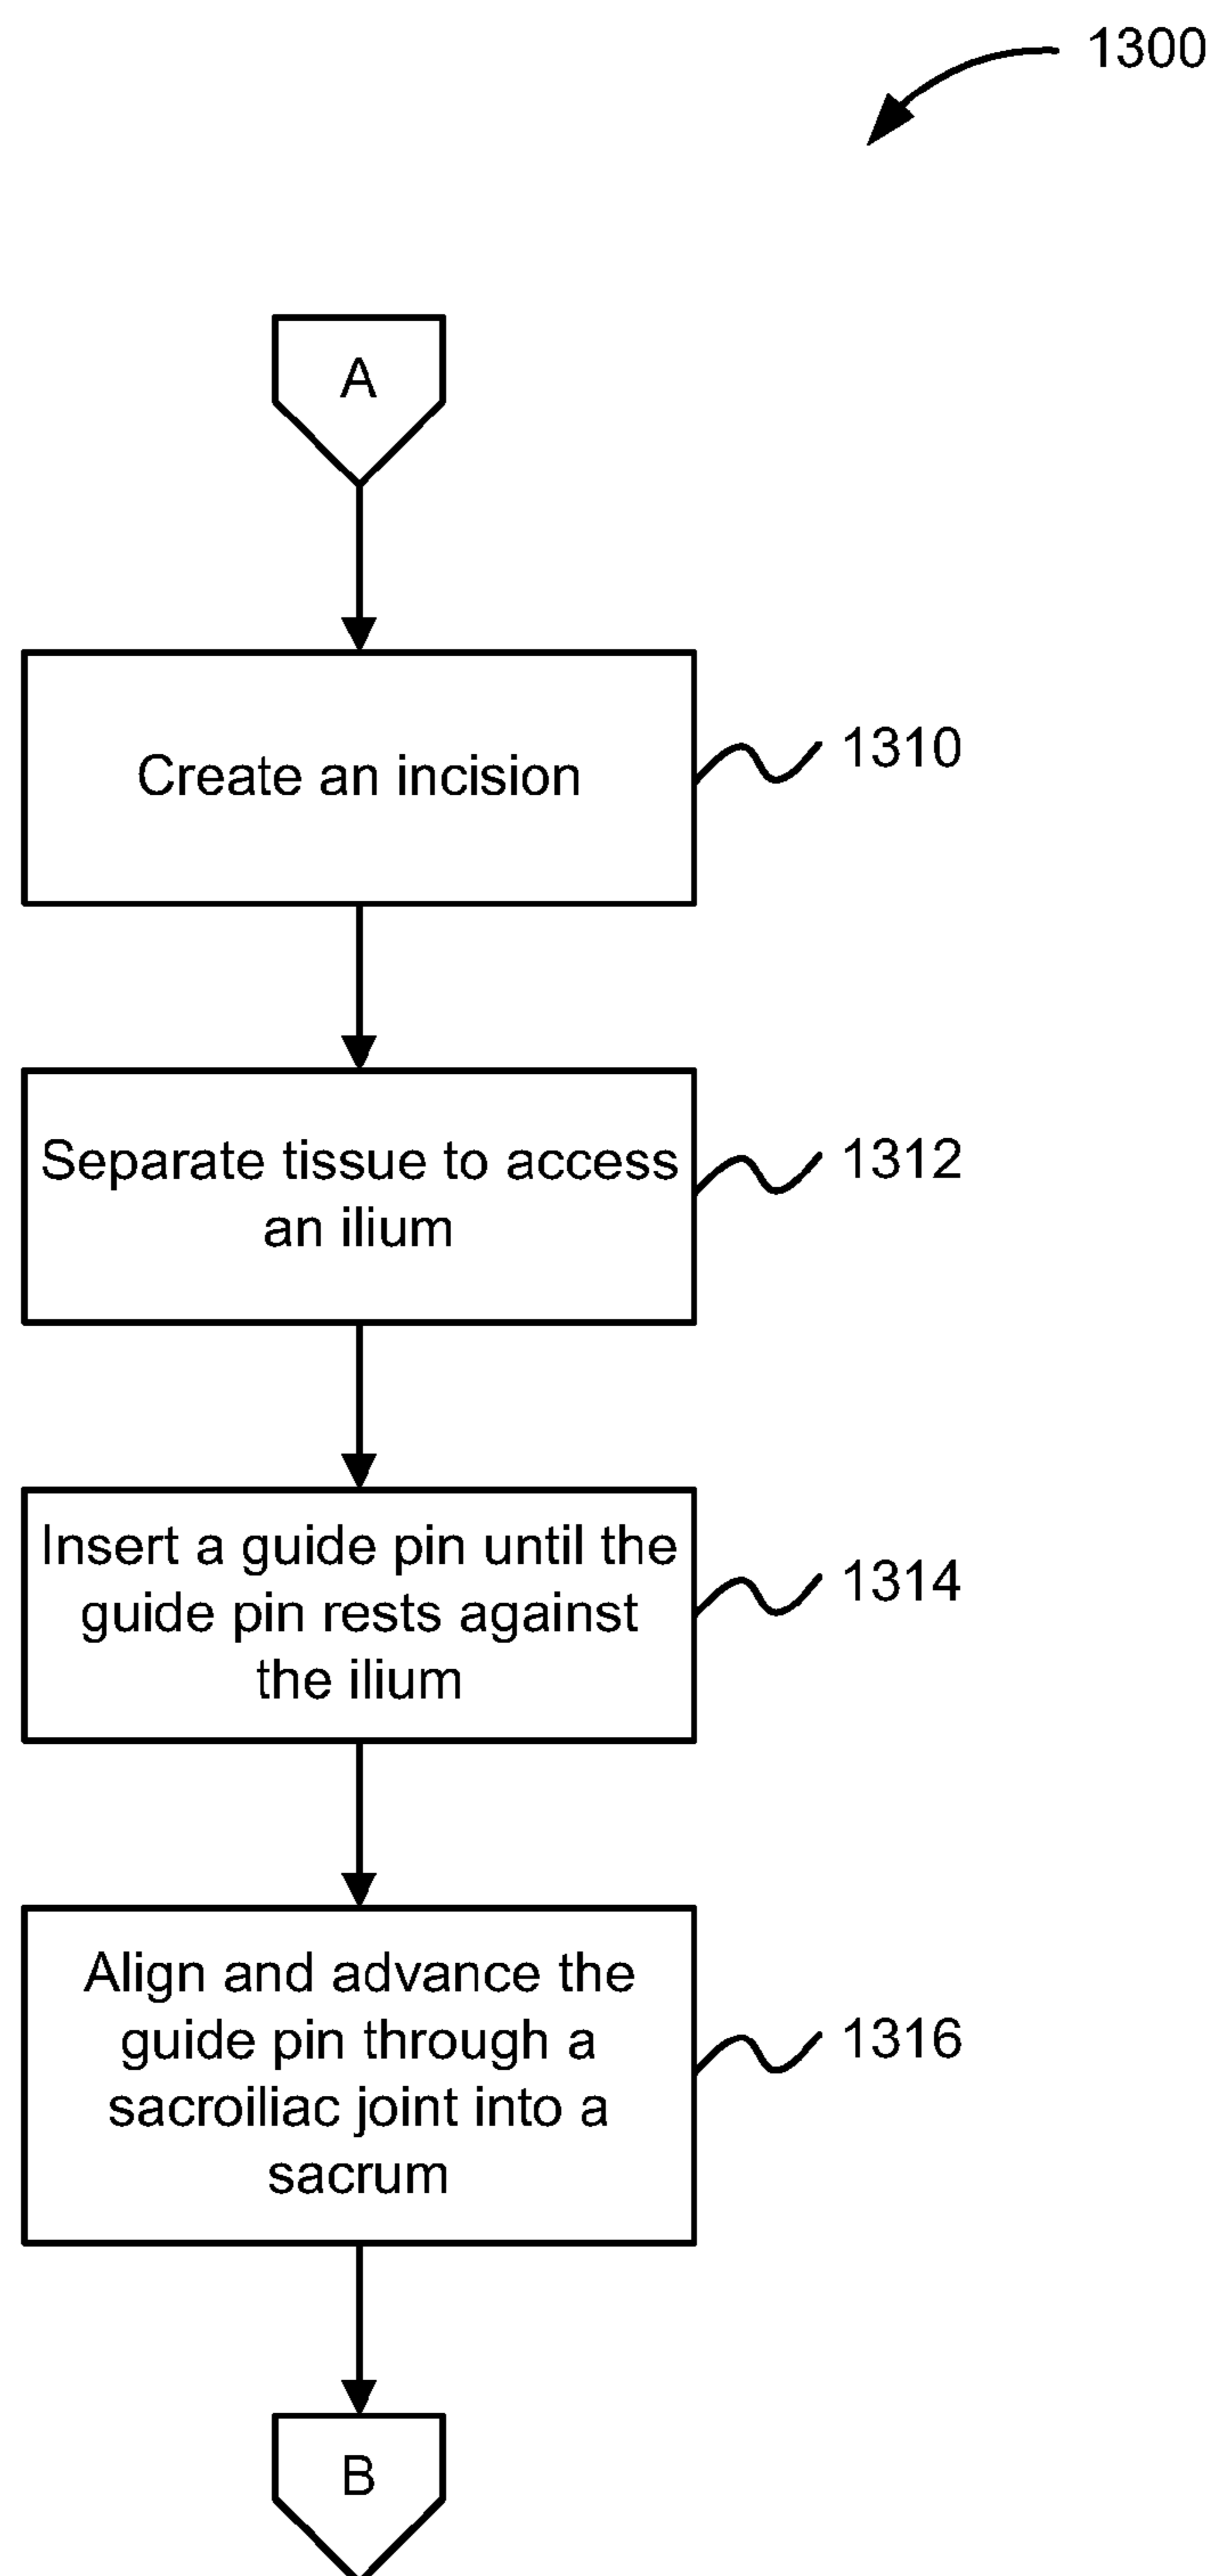 1300
A
Create an incision
1310
Separate tissue to access
an ilium
1312
Insert a guide pin until the
guide pin rests against
the ilium
1314
Align and advance the
guide pin through a
sacroiliac joint into a
sacrum
1316
B